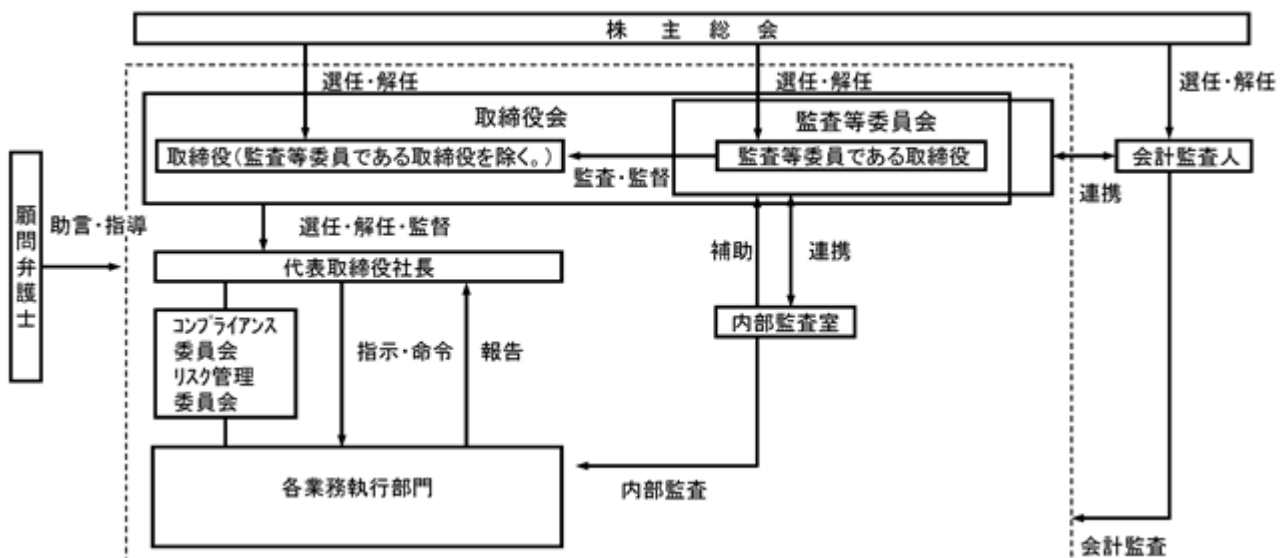 株主総会
選任・解任
選任・解任
選任・解任
取締役会
監査等委員会
取締役(監査等委員である取締役を除く。)
監査等委員である取締役
会計監査人
監査・監督
連携
顧問弁護士
助言・指導
選任・解任・監督
補助
連携
代表取締役社長
内部監査室
コンプライアンス
委員会
リスク管理
委員会
指示・命令
報告
各業務執行部門
内部監査
会計監査